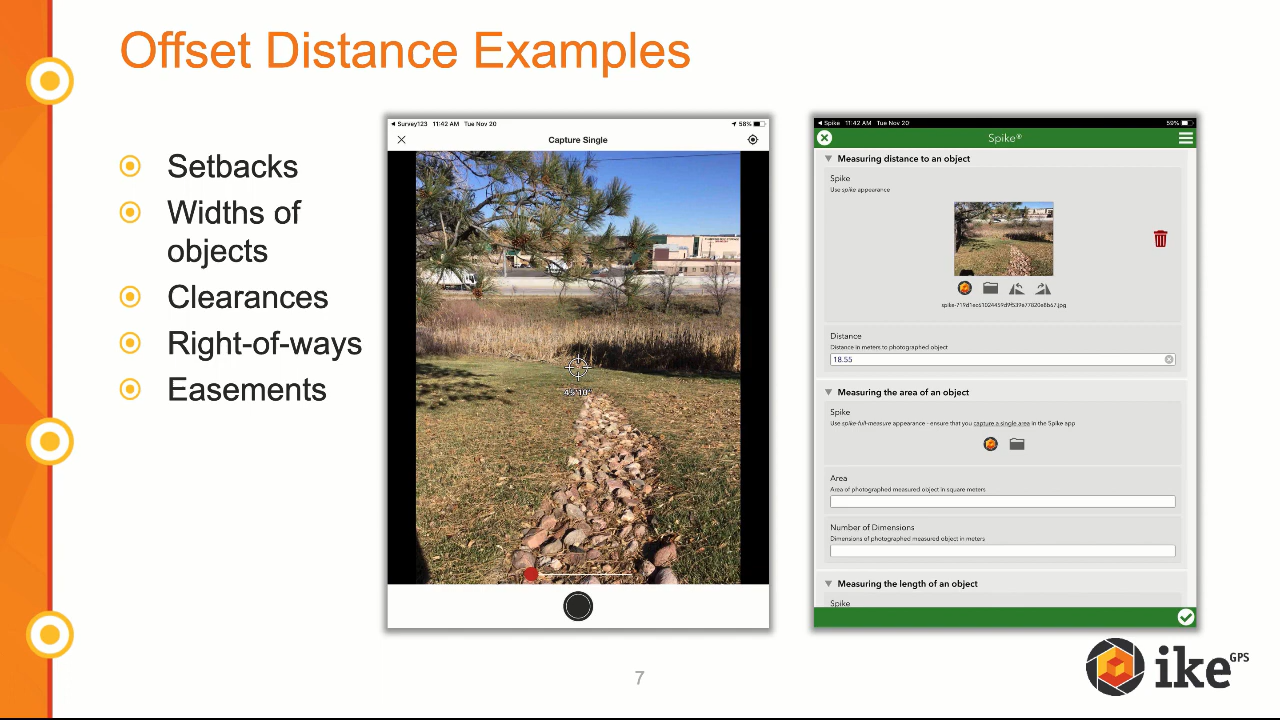 Offset Distance Examples
Setbacks
Widths of
objects
Clearances
Right-of-ways
Easements
Survey123 11:42 AM Tue Nov 20 58%
Capture Single
Spike 11:42 AM Tue Nov 20 59%
Spike®
Measuring distance to an object
Spike
Use spike appearance
Distance
Distance in meters to photographed object
18.55
Measuring the area of an object
Spike
Use spike-full-measure appearance - ensure that you capture a single area in the Spike app
Area
Area of photographed measured object in square meters
Number of Dimensions
Dimensions of photographed measured object in meters
Measuring the length of an object
Spike
7
ike GPS